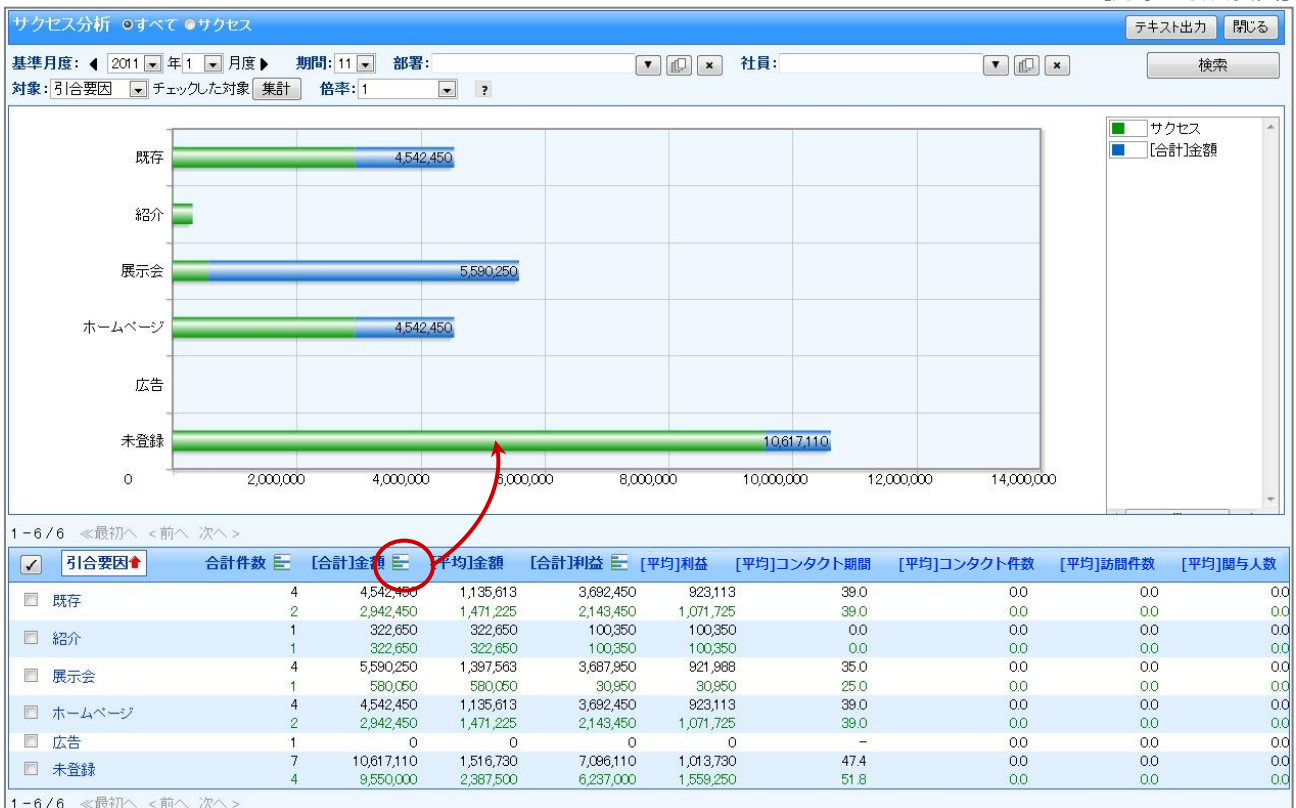 サクセス分析 すべて サクセス テキスト出力 閉じる
基準月度: 2011 年 1 月度 期間: 11 部署: 社員: 検索
対象: 引合要因 チェックした対象 集計 倍率: 1 ?
サクセス
[合計]金額
既存 4,542,450
紹介
展示会 5,590,250
ホームページ 4,542,450
広告
未登録 10,617,110
0 2,000,000 4,000,000 6,000,000 8,000,000 10,000,000 12,000,000 14,000,000
1-6/6 ≪最初へ <前へ 次へ>
引合要因 合計件数 [合計]金額 [平均]金額 [合計]利益 [平均]利益 [平均]コンタクト期間 [平均]コンタクト件数 [平均]訪問件数 [平均]関与人数
既存 4 4,542,450 1,135,613 3,692,450 923,113 39.0 0.0 0.0 0.0
2 2,942,450 1,471,225 2,143,450 1,071,725 39.0 0.0 0.0 0.0
紹介 1 322,650 322,650 100,350 100,350 0.0 0.0 0.0 0.0
1 322,650 322,650 100,350 100,350 0.0 0.0 0.0 0.0
展示会 4 5,590,250 1,397,563 3,687,950 921,988 35.0 0.0 0.0 0.0
1 580,050 580,050 30,950 30,950 25.0 0.0 0.0 0.0
ホームページ 4 4,542,450 1,135,613 3,692,450 923,113 39.0 0.0 0.0 0.0
2 2,942,450 1,471,225 2,143,450 1,071,725 39.0 0.0 0.0 0.0
広告 1 0 0 0 0 − 0.0 0.0 0.0
未登録 7 10,617,110 1,516,730 7,096,110 1,013,730 47.4 0.0 0.0 0.0
4 9,550,000 2,387,500 6,237,000 1,559,250 51.8 0.0 0.0 0.0
1-6/6 ≪最初へ <前へ 次へ>